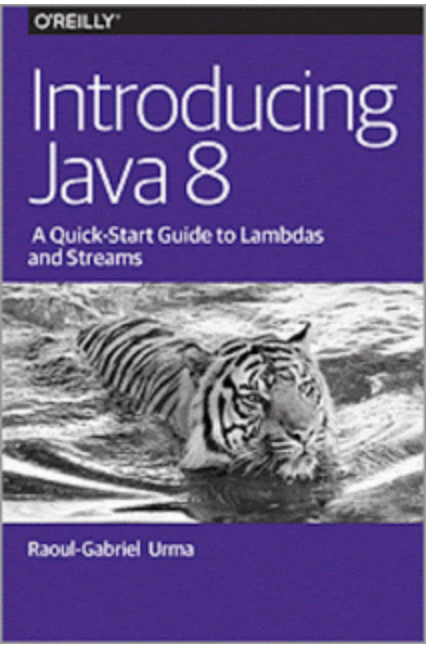 O'REILLY®
Introducing
Java 8
A Quick-Start Guide to Lambdas
and Streams
Raoul-Gabriel Urma